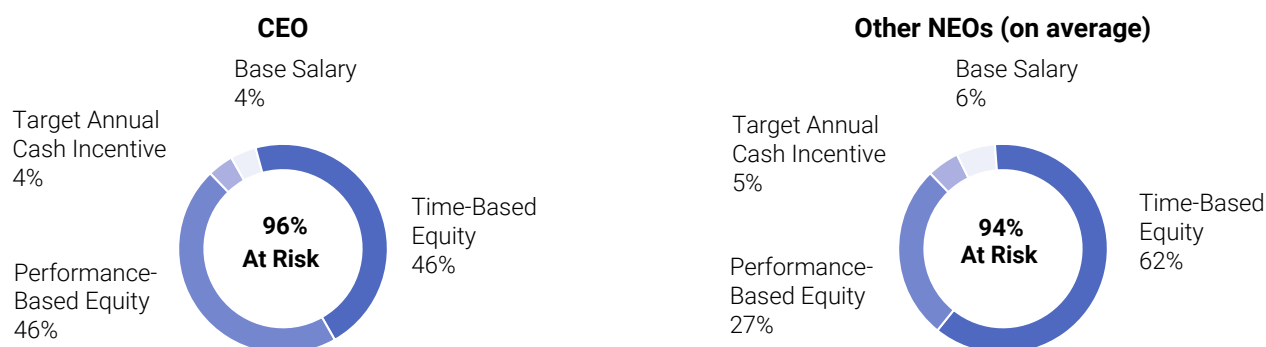 CEO
Base Salary
4%
Target Annual
Cash Incentive
4%
96%
At Risk
Time-Based
Equity
46%
Performance-
Based Equity
46%
Other NEOs (on average)
Base Salary
6%
Target Annual
Cash Incentive
5%
94%
At Risk
Time-Based
Equity
62%
Performance-
Based Equity
27%